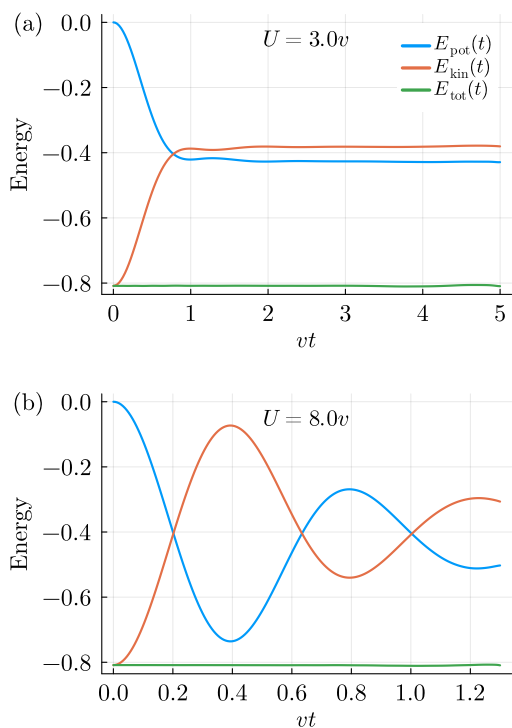 (a)
U = 3.0v
E_pot(t)
E_kin(t)
E_tot(t)
Energy
0.0
−0.2
−0.4
−0.6
−0.8
0 1 2 3 4 5
vt
(b)
U = 8.0v
Energy
0.0
−0.2
−0.4
−0.6
−0.8
0.0 0.2 0.4 0.6 0.8 1.0 1.2
vt